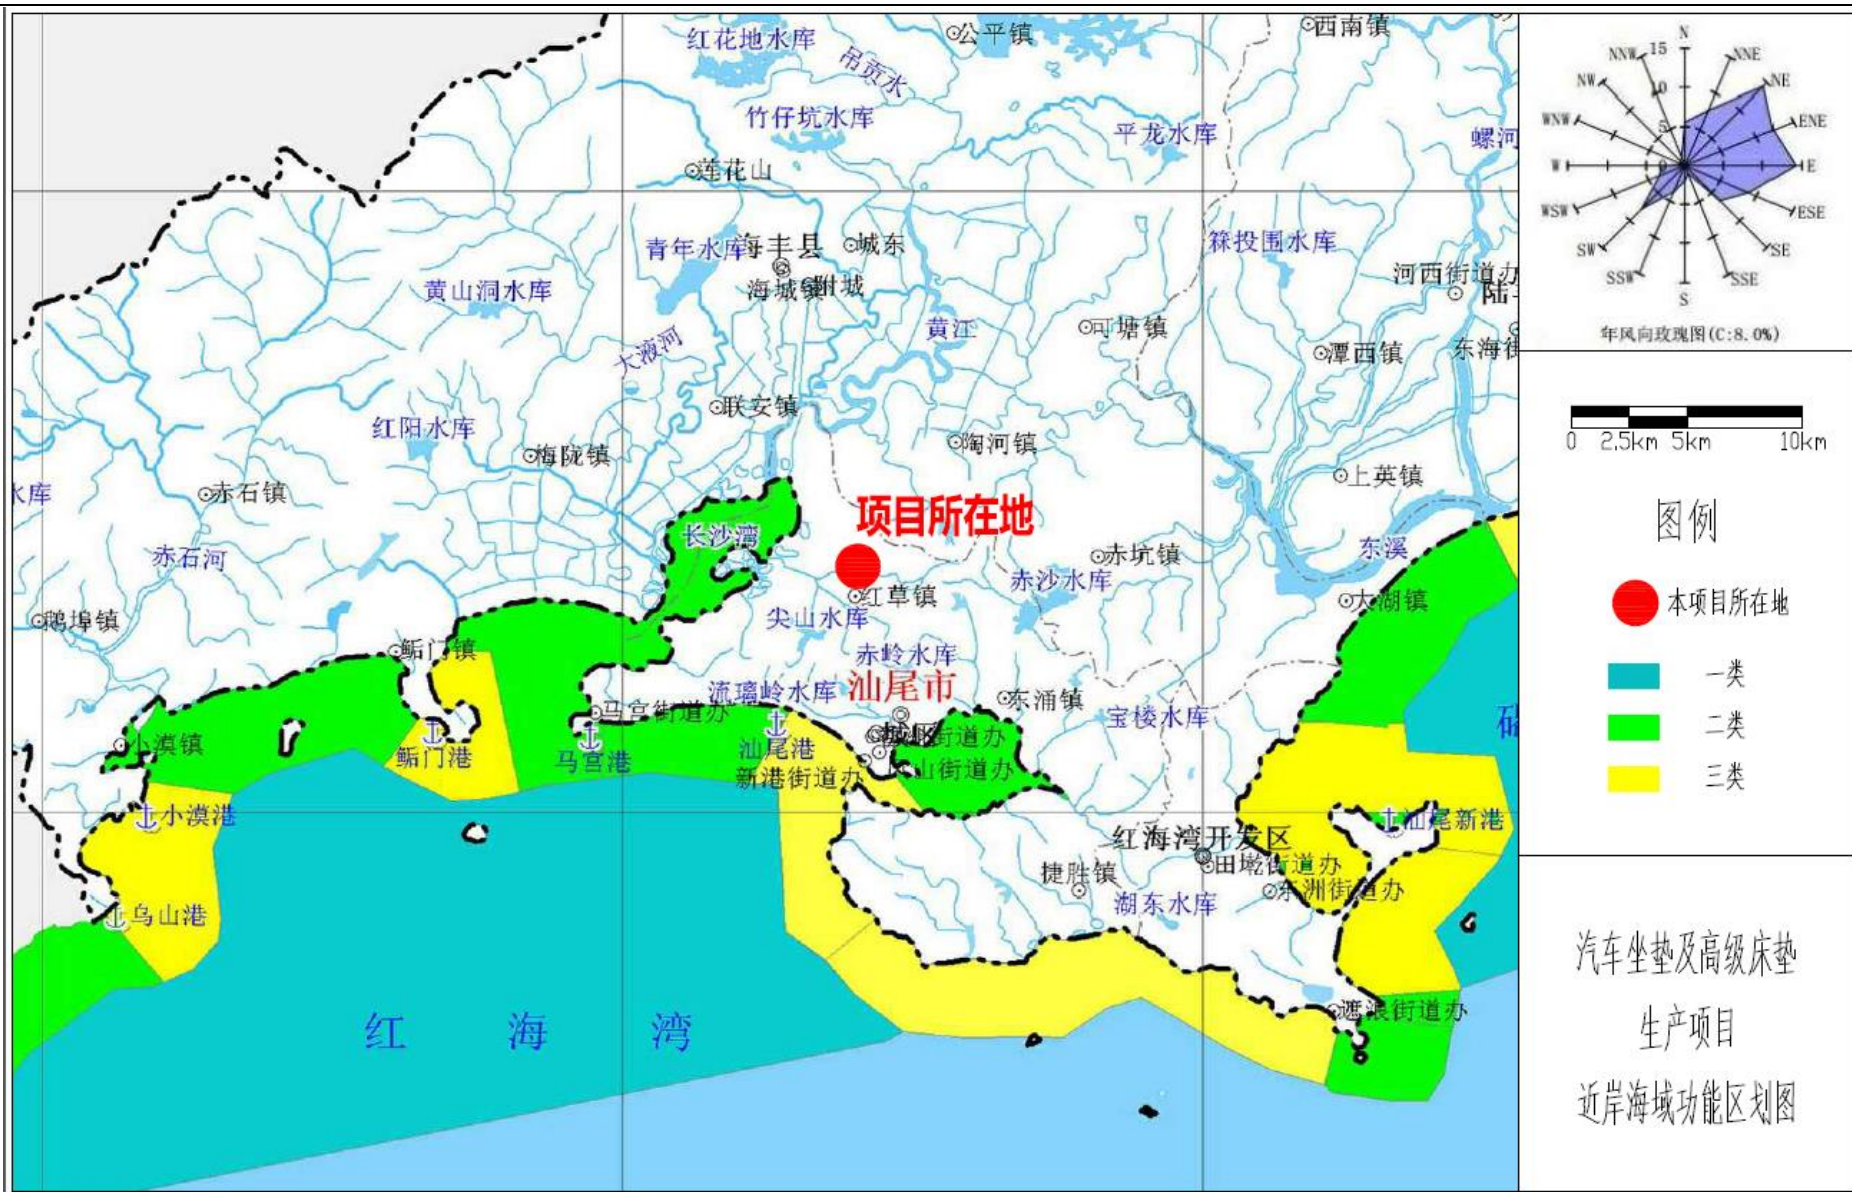 红花地水库
公平镇
西南镇
吊贡水
竹仔坑水库
平龙水库
螺河
莲花山
青年水库
海丰县
城东
箖投围水库
海城镇
附城
河西街道办
黄山洞水库
黄江
可塘镇
大液河
潭西镇
东海街
联安镇
红阳水库
陶河镇
梅陇镇
上英镇
水库
赤石镇
项目所在地
长沙湾
赤石河
东溪
赤坑镇
赤沙水库
红草镇
大湖镇
鹅埠镇
尖山水库
鲘门镇
赤岭水库
汕尾市
流璃岭水库
东涌镇
马宫街道办
宝楼水库
小漠镇
城区
街道办
鲘门港
马宫港
汕尾港
新港街道办
山街道办
小漠港
汕尾新港
红海湾开发区
田墘街道办
捷胜镇
东洲街道办
湖东水库
乌山港
遮浪街道办
红海湾
N
NNE
NE
ENE
E
ESE
SE
SSE
S
SSW
SW
WSW
W
WNW
NW
NNW
15
10
5
0
年风向玫瑰图(C:8.0%)
0 2.5km 5km 10km
图例
本项目所在地
一类
二类
三类
汽车坐垫及高级床垫
生产项目
近岸海域功能区划图